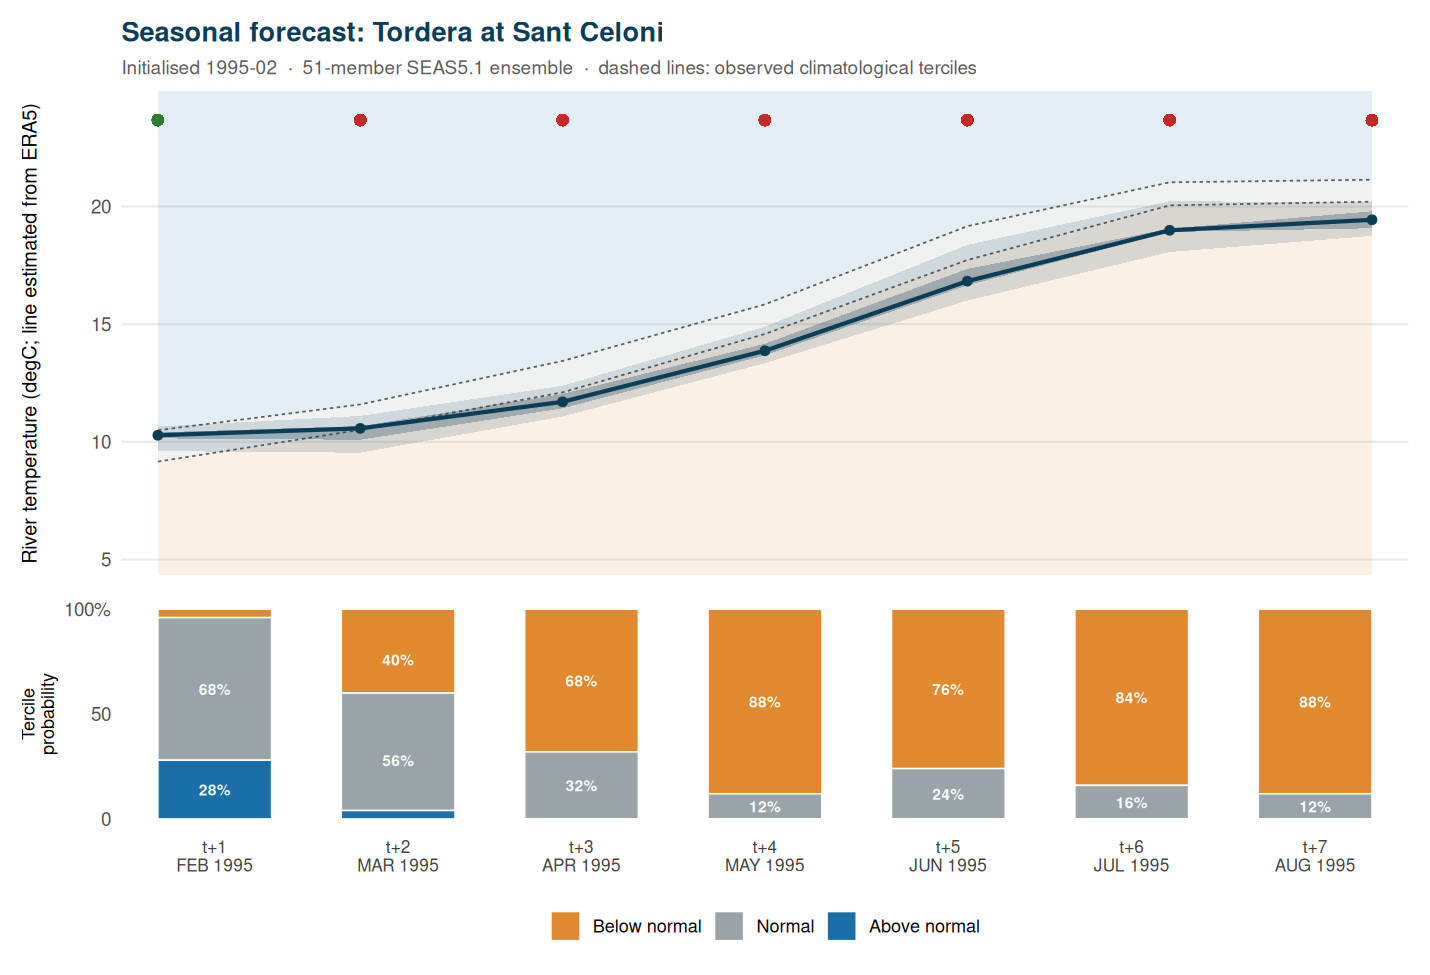 Seasonal forecast: Tordera at Sant Celoni
Initialised 1995-02 · 51-member SEAS5.1 ensemble · dashed lines: observed climatological terciles
River temperature (degC; line estimated from ERA5)
20
15
10
5
Tercile
probability
100%
50
0
68%
28%
40%
56%
68%
32%
88%
12%
76%
24%
84%
16%
88%
12%
t+1
FEB 1995
t+2
MAR 1995
t+3
APR 1995
t+4
MAY 1995
t+5
JUN 1995
t+6
JUL 1995
t+7
AUG 1995
Below normal
Normal
Above normal